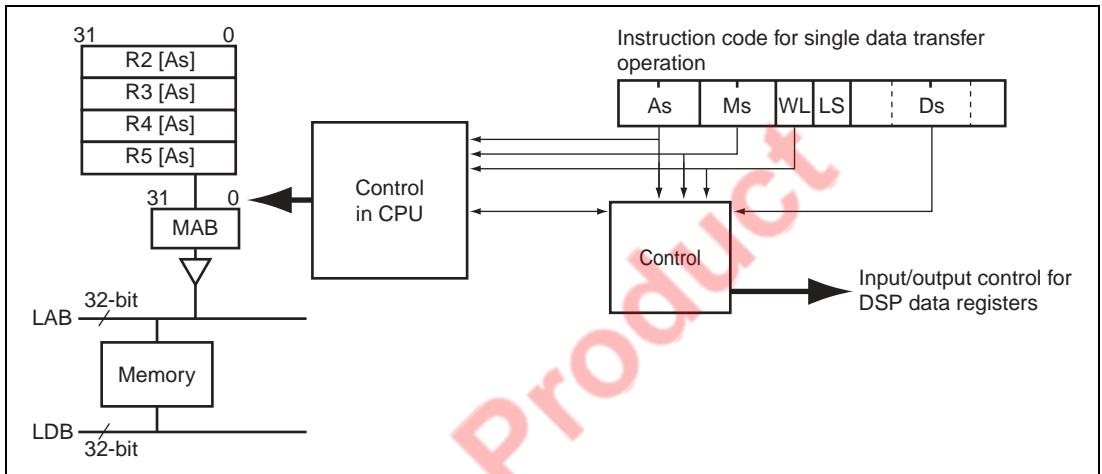 31 0
R2 [As]
R3 [As]
R4 [As]
R5 [As]
31 0
MAB
32-bit
LAB
Memory
LDB
32-bit
Control
in CPU
Instruction code for single data transfer
operation
As Ms WL LS Ds
Control
Input/output control for
DSP data registers
Product